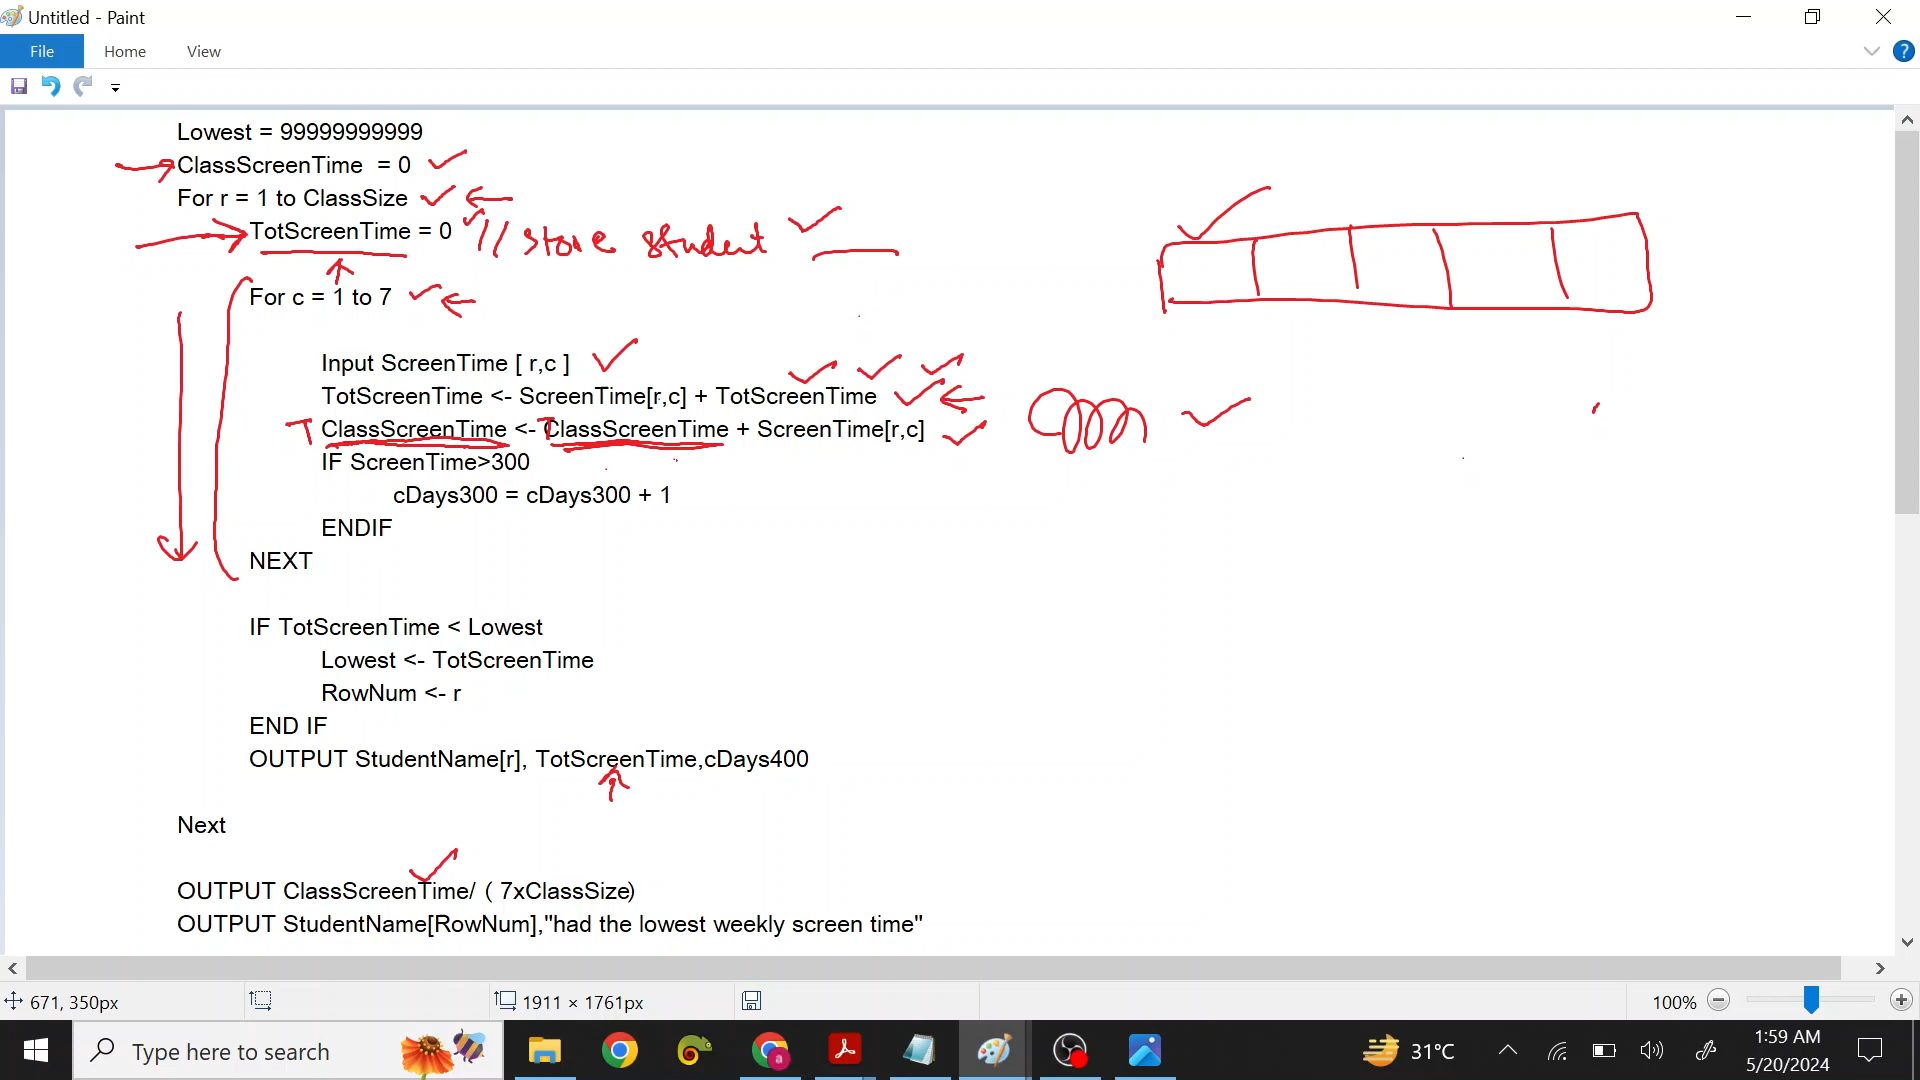 Untitled - Paint
File Home View
Lowest = 99999999999
ClassScreenTime = 0
For r = 1 to ClassSize
TotScreenTime = 0 // store student
For c = 1 to 7
Input ScreenTime [ r,c ]
TotScreenTime <- ScreenTime[r,c] + TotScreenTime
T ClassScreenTime <- T ClassScreenTime + ScreenTime[r,c]
IF ScreenTime>300
cDays300 = cDays300 + 1
ENDIF
NEXT
IF TotScreenTime < Lowest
Lowest <- TotScreenTime
RowNum <- r
END IF
OUTPUT StudentName[r], TotScreenTime,cDays400
Next
OUTPUT ClassScreenTime/ ( 7xClassSize)
OUTPUT StudentName[RowNum],"had the lowest weekly screen time"
671, 350px 1911 × 1761px 100%
Type here to search 31°C 1:59 AM
5/20/2024